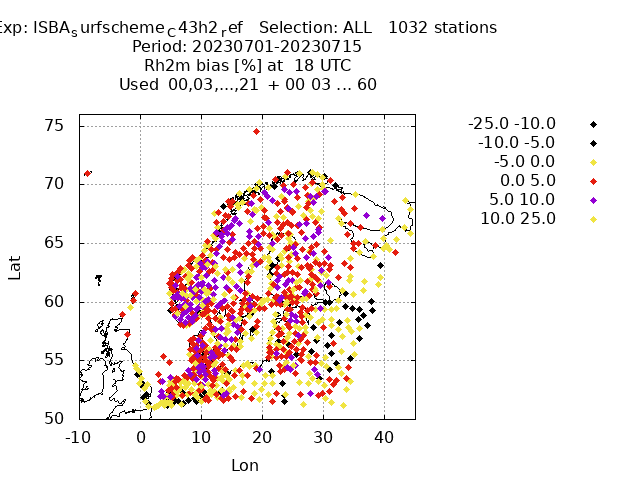 Exp: ISBA_surfscheme_C43h2_ref Selection: ALL 1032 stations
Period: 20230701-20230715
Rh2m bias [%] at 18 UTC
Used 00,03,...,21 + 00 03 ... 60
-25.0 -10.0
-10.0 -5.0
-5.0 0.0
0.0 5.0
5.0 10.0
10.0 25.0
75
70
65
60
55
50
Lat
-10 0 10 20 30 40
Lon